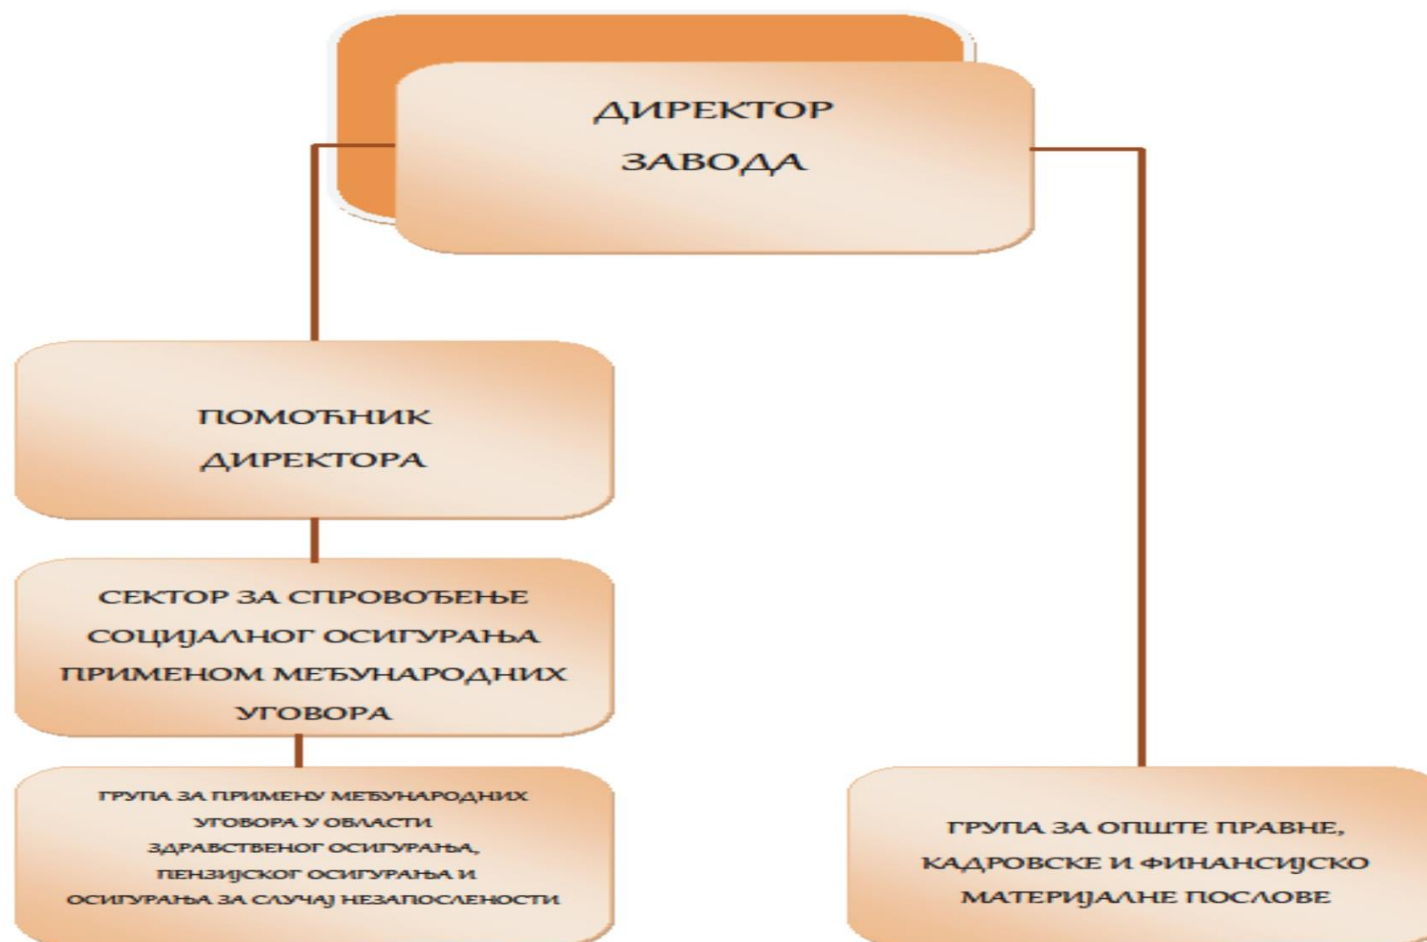 ДИРЕКТОР
ЗАВОДА
ПОМОЋНИК
ДИРЕКТОРА
СЕКТОР ЗА СПРОВОЂЕЊЕ
СОЦИЈАЛНОГ ОСИГУРАЊА
ПРИМЕНОМ МЕЂУНАРОДНИХ
УГОВОРА
ГРУПА ЗА ПРИМЕНУ МЕЂУНАРОДНИХ
УГОВОРА У ОБЛАСТИ
ЗДРАВСТВЕНОГ ОСИГУРАЊА,
ПЕНЗИЈСКОГ ОСИГУРАЊА И
ОСИГУРАЊА ЗА СЛУЧАЈ НЕЗАПОСЛЕНОСТИ
ГРУПА ЗА ОПШТЕ ПРАВНЕ,
КАДРОВСКЕ И ФИНАНСИЈСКО
МАТЕРИЈАЛНЕ ПОСЛОВЕ